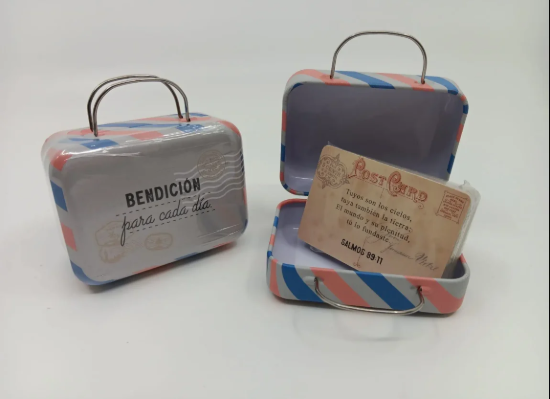 BENDICIÓN
para cada día
POST CARD
Tuyos son los cielos,
tuya también la tierra;
El mundo y su plenitud,
tú lo fundaste.
SALMOS 89:11